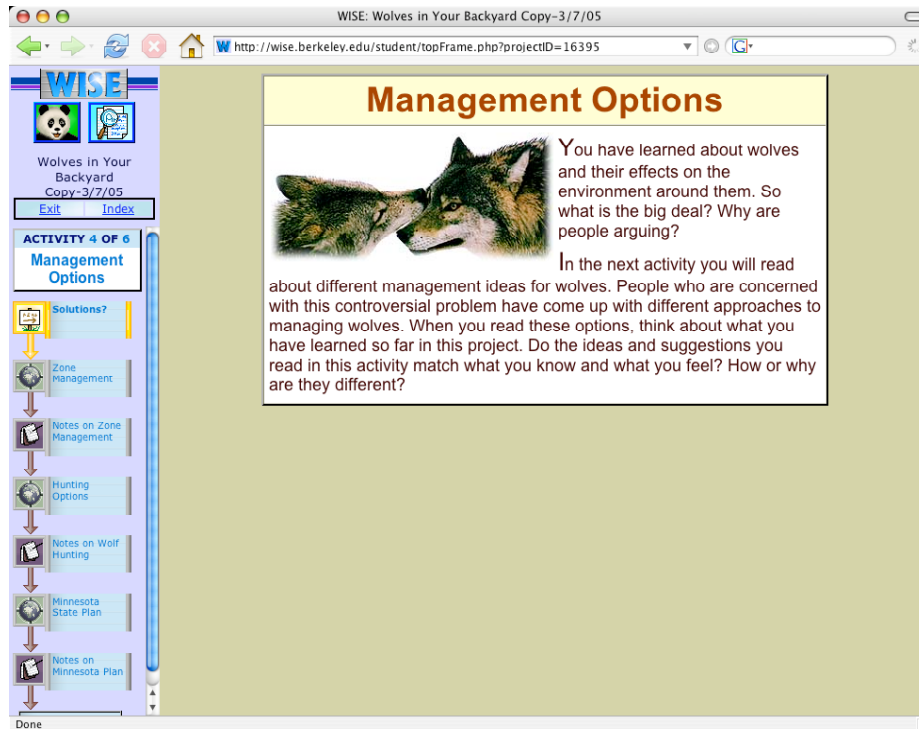 WISE: Wolves in Your Backyard Copy-3/7/05
W http://wise.berkeley.edu/student/topFrame.php?projectID=16395
G
WISE
Wolves in Your
Backyard
Copy-3/7/05
Exit Index
ACTIVITY 4 OF 6
Management
Options
Solutions?
Zone
Management
Notes on Zone
Management
Hunting
Options
Notes on Wolf
Hunting
Minnesota
State Plan
Notes on
Minnesota Plan
Management Options
You have learned about wolves
and their effects on the
environment around them. So
what is the big deal? Why are
people arguing?
In the next activity you will read
about different management ideas for wolves. People who are concerned
with this controversial problem have come up with different approaches to
managing wolves. When you read these options, think about what you
have learned so far in this project. Do the ideas and suggestions you
read in this activity match what you know and what you feel? How or why
are they different?
Done